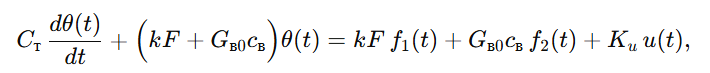 C_т dθ(t)/dt + (kF + G_в0 c_в)θ(t) = kF f_1(t) + G_в0 c_в f_2(t) + K_u u(t),